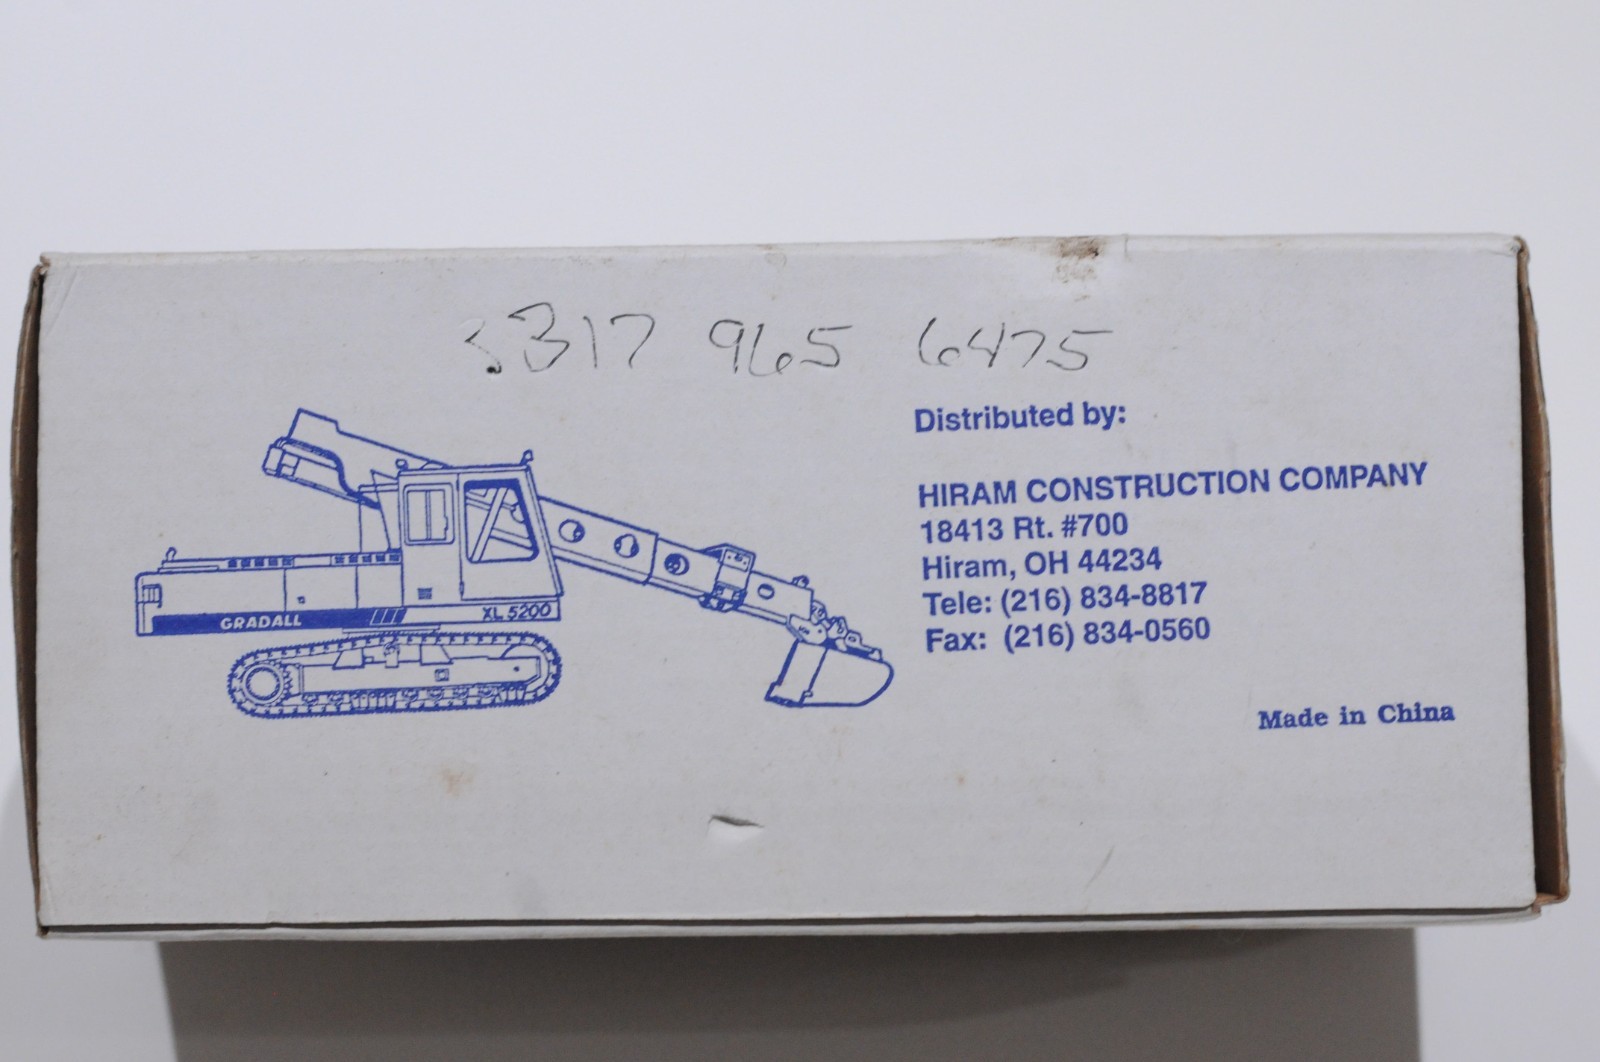 317 965 6475
Distributed by:
HIRAM CONSTRUCTION COMPANY
18413 Rt. #700
Hiram, OH 44234
Tele: (216) 834-8817
Fax: (216) 834-0560
GRADALL
XL 5200
Made in China